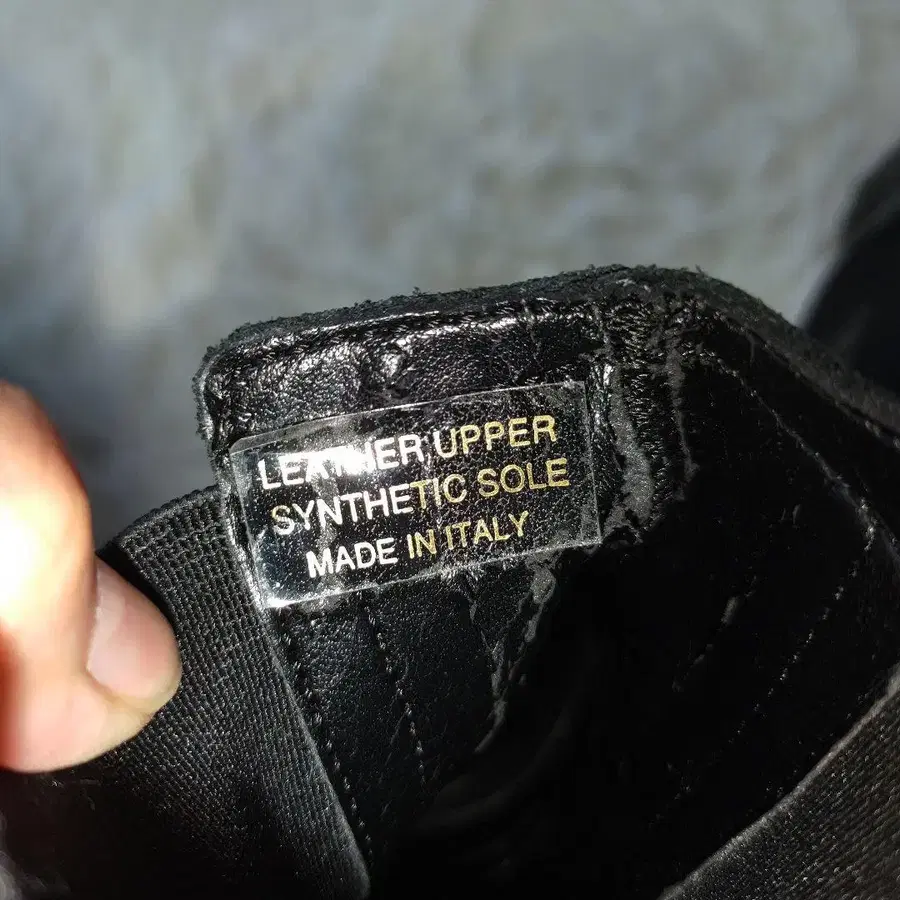 LEATHER UPPER
SYNTHETIC SOLE
MADE IN ITALY